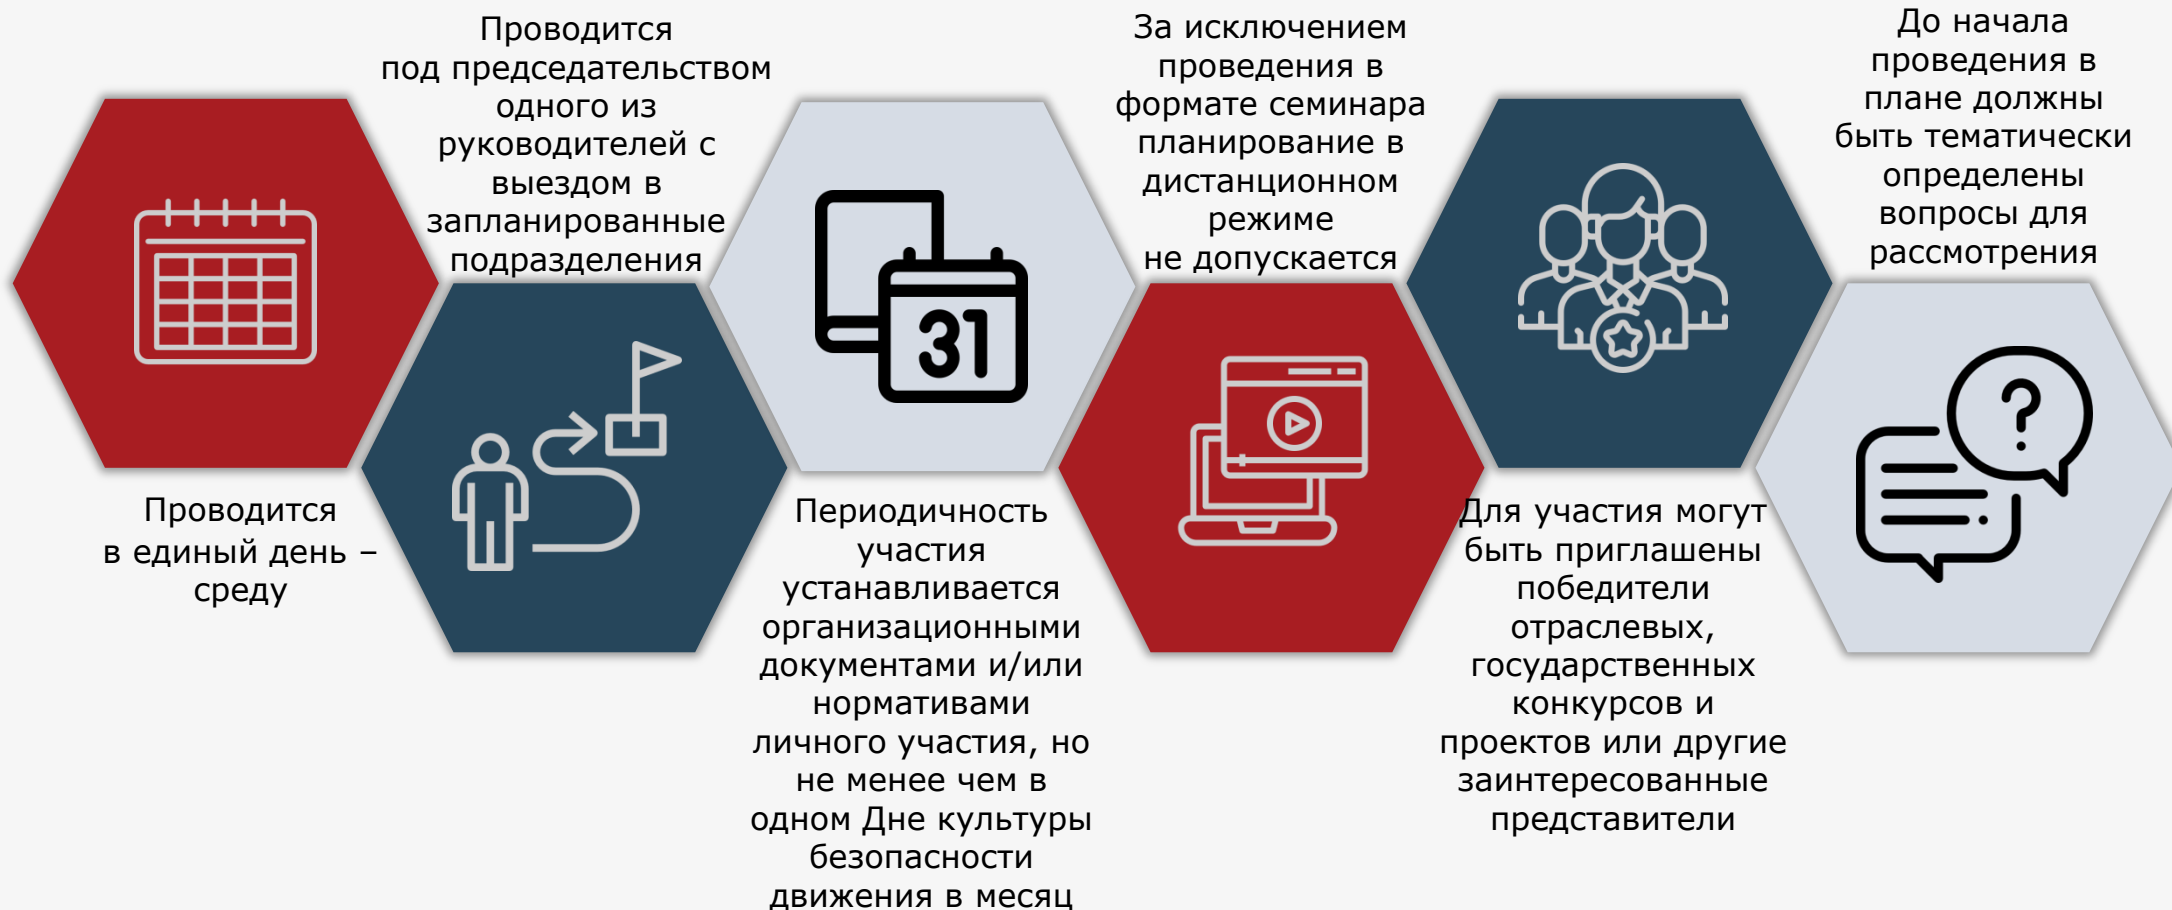 Проводится
в единый день –
среду
Проводится
под председательством
одного из
руководителей с
выездом в
запланированные
подразделения
31
Периодичность
участия
устанавливается
организационными
документами и/или
нормативами
личного участия, но
не менее чем в
одном Дне культуры
безопасности
движения в месяц
За исключением
проведения в
формате семинара
планирование в
дистанционном
режиме
не допускается
Для участия могут
быть приглашены
победители
отраслевых,
государственных
конкурсов и
проектов или другие
заинтересованные
представители
До начала
проведения в
плане должны
быть тематически
определены
вопросы для
рассмотрения
?